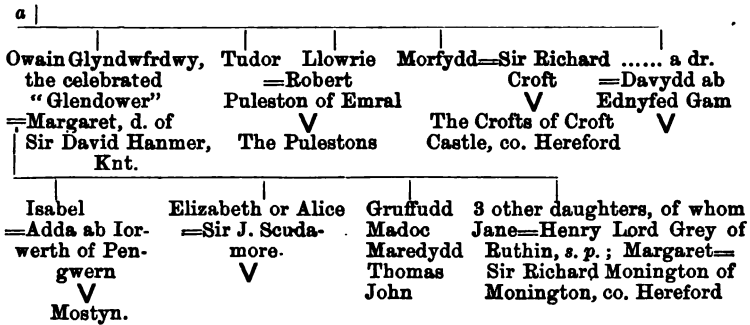 a
Owain Glyndwfrdwy, Tudor Llowrie Morfydd=Sir Richard ...... a dr.
the celebrated =Robert Croft =Davydd ab
"Glendower" Puleston of Emral V Ednyfed Gam
=Margaret, d. of V The Crofts of Croft V
Sir David Hanmer, The Pulestons Castle, co. Hereford
Knt.
Isabel Elizabeth or Alice Gruffudd 3 other daughters, of whom
=Adda ab Ior- =Sir J. Scuda- Madoc Jane=Henry Lord Grey of
werth of Pen- more. Maredydd Ruthin, s. p.; Margaret=
gwern V Thomas Sir Richard Monington of
V John Monington, co. Hereford
Mostyn.